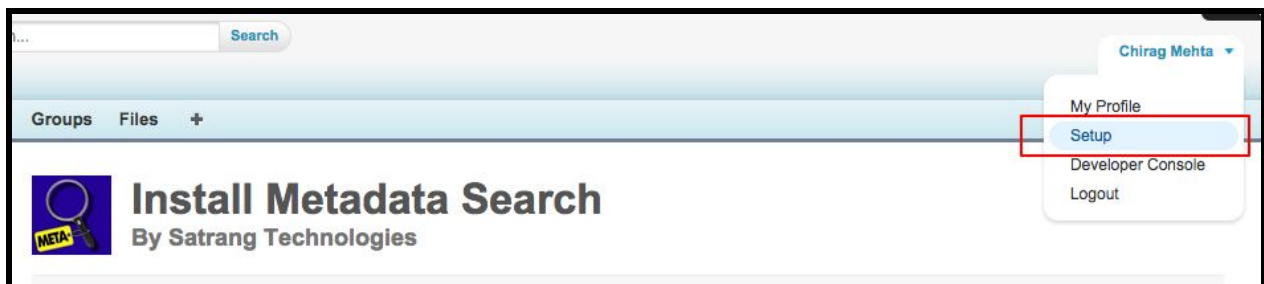 ...
Search
Chirag Mehta
Groups Files +
My Profile
Setup
Developer Console
Logout
META-
Install Metadata Search
By Satrang Technologies